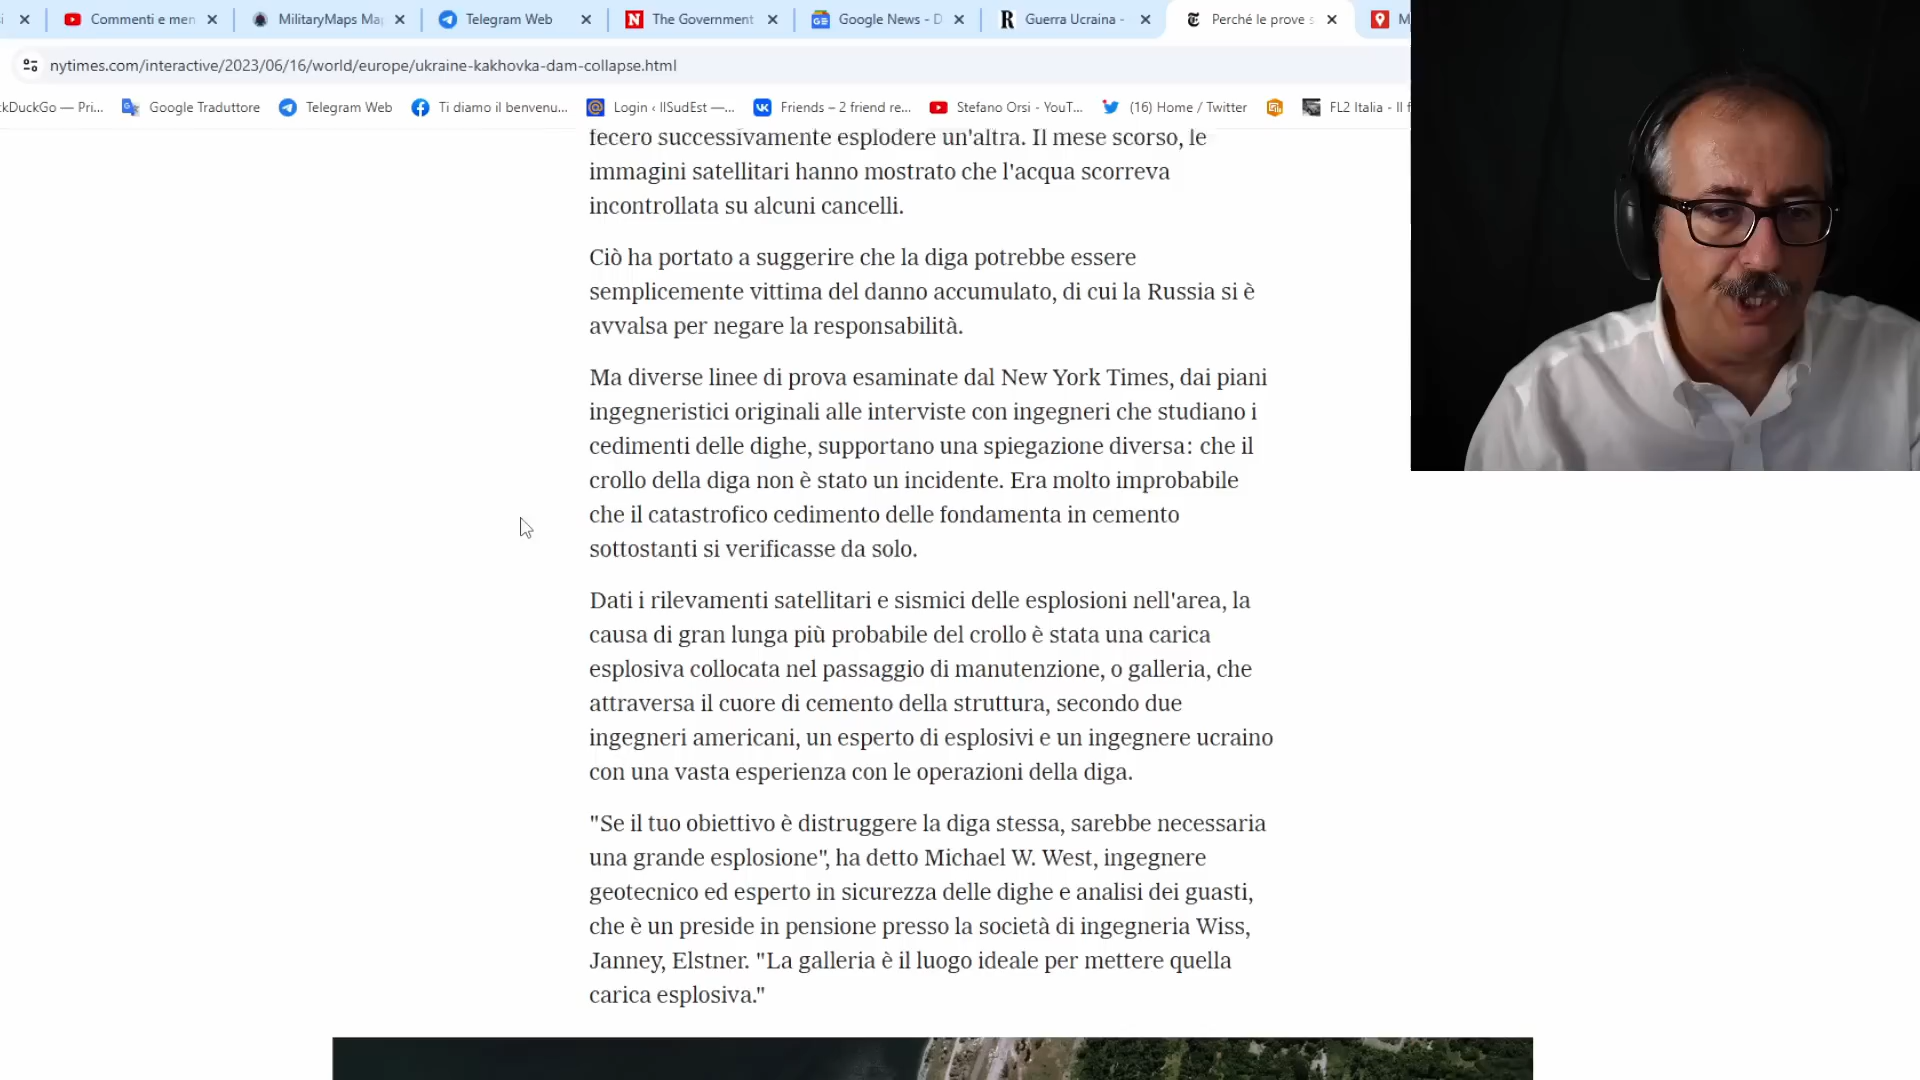 Commenti e men
MilitaryMaps Ma
Telegram Web
The Government
Google News - D
Guerra Ucraina -
Perché le prove s
M
nytimes.com/interactive/2023/06/16/world/europe/ukraine-kakhovka-dam-collapse.html
ckDuckGo — Pri...
Google Traduttore
Telegram Web
Ti diamo il benvenu...
Login ‹ IlSudEst —...
Friends – 2 friend re...
Stefano Orsi - YouT...
(16) Home / Twitter
FL2 Italia - Il f
fecero successivamente esplodere un'altra. Il mese scorso, le
immagini satellitari hanno mostrato che l'acqua scorreva
incontrollata su alcuni cancelli.
Ciò ha portato a suggerire che la diga potrebbe essere
semplicemente vittima del danno accumulato, di cui la Russia si è
avvalsa per negare la responsabilità.
Ma diverse linee di prova esaminate dal New York Times, dai piani
ingegneristici originali alle interviste con ingegneri che studiano i
cedimenti delle dighe, supportano una spiegazione diversa: che il
crollo della diga non è stato un incidente. Era molto improbabile
che il catastrofico cedimento delle fondamenta in cemento
sottostanti si verificasse da solo.
Dati i rilevamenti satellitari e sismici delle esplosioni nell'area, la
causa di gran lunga più probabile del crollo è stata una carica
esplosiva collocata nel passaggio di manutenzione, o galleria, che
attraversa il cuore di cemento della struttura, secondo due
ingegneri americani, un esperto di esplosivi e un ingegnere ucraino
con una vasta esperienza con le operazioni della diga.
"Se il tuo obiettivo è distruggere la diga stessa, sarebbe necessaria
una grande esplosione", ha detto Michael W. West, ingegnere
geotecnico ed esperto in sicurezza delle dighe e analisi dei guasti,
che è un preside in pensione presso la società di ingegneria Wiss,
Janney, Elstner. "La galleria è il luogo ideale per mettere quella
carica esplosiva."